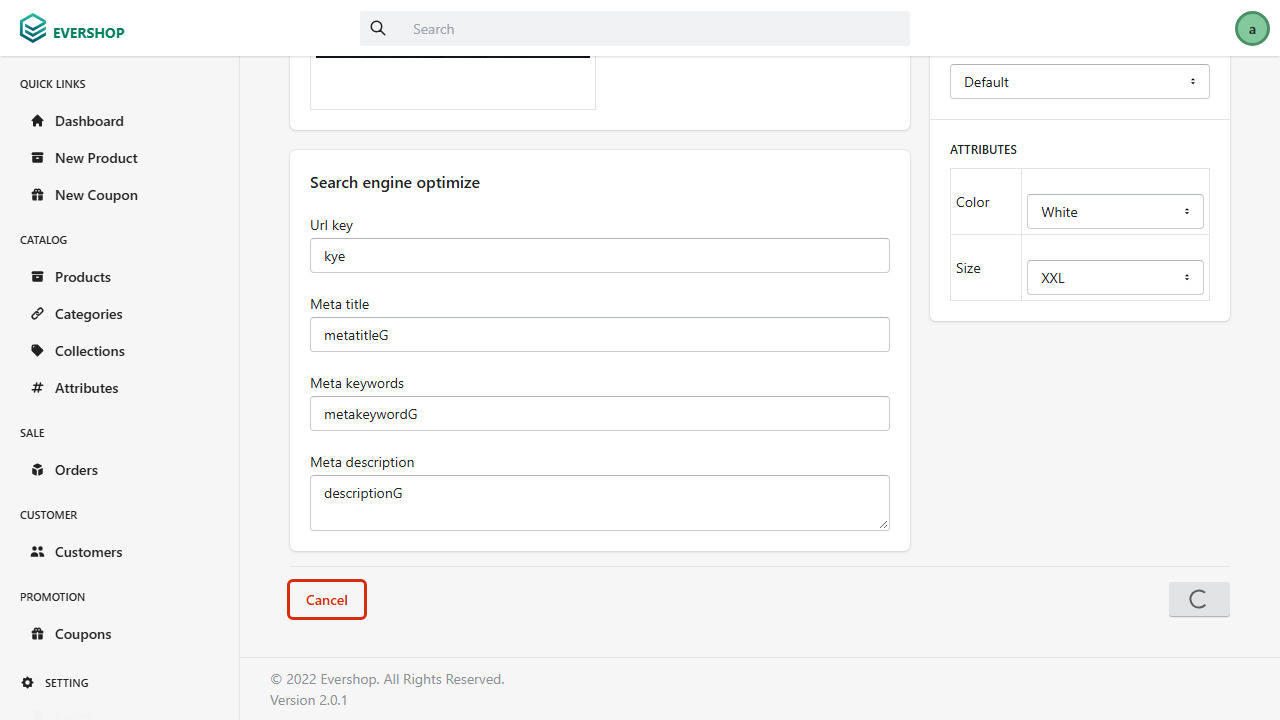 EVERSHOP
Search
a
QUICK LINKS
Dashboard
New Product
New Coupon
CATALOG
Products
Categories
Collections
Attributes
SALE
Orders
CUSTOMER
Customers
PROMOTION
Coupons
SETTING
Default
ATTRIBUTES
Color
White
Size
XXL
Search engine optimize
Url key
kye
Meta title
metatitleG
Meta keywords
metakeywordG
Meta description
descriptionG
Cancel
© 2022 Evershop. All Rights Reserved.
Version 2.0.1